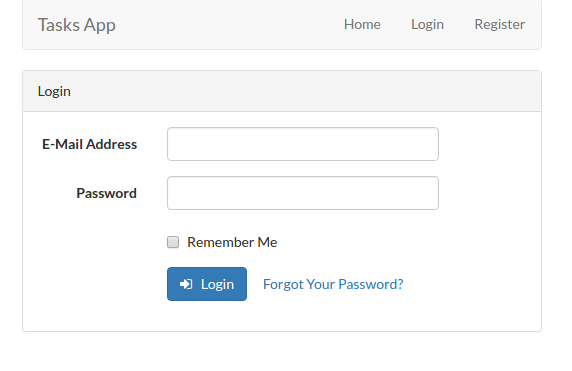 Tasks App Home Login Register
Login
E-Mail Address
Password
Remember Me
Login Forgot Your Password?